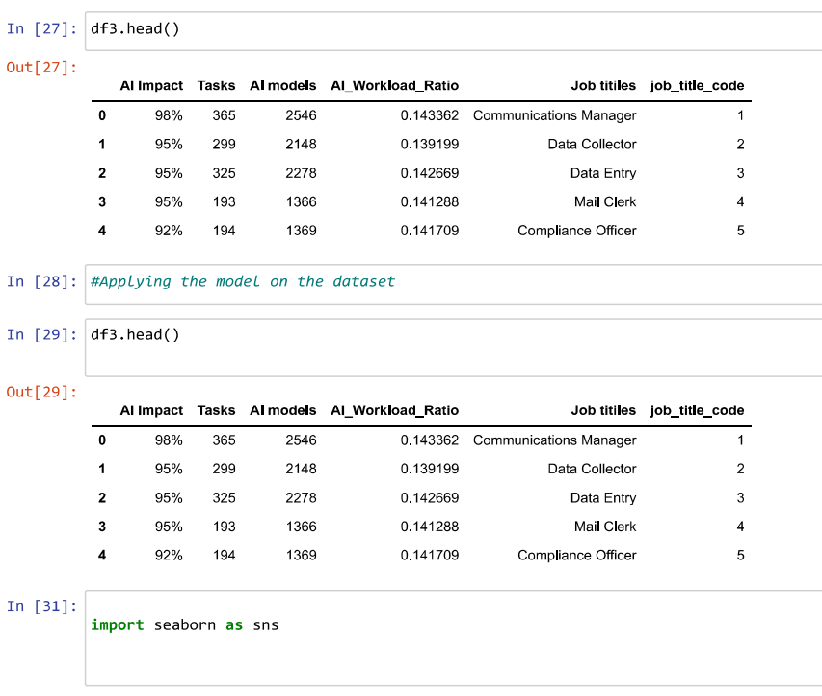 In [27]: df3.head()
Out[27]:
AI Impact Tasks AI models AI_Workload_Ratio Job titiles job_title_code
0 98% 365 2546 0.143362 Communications Manager 1
1 95% 299 2148 0.139199 Data Collector 2
2 95% 325 2278 0.142669 Data Entry 3
3 95% 193 1366 0.141288 Mail Clerk 4
4 92% 194 1369 0.141709 Compliance Officer 5
In [28]: #Applying the model on the dataset
In [29]: df3.head()
Out[29]:
AI Impact Tasks AI models AI_Workload_Ratio Job titiles job_title_code
0 98% 365 2546 0.143362 Communications Manager 1
1 95% 299 2148 0.139199 Data Collector 2
2 95% 325 2278 0.142669 Data Entry 3
3 95% 193 1366 0.141288 Mail Clerk 4
4 92% 194 1369 0.141709 Compliance Officer 5
In [31]:
import seaborn as sns